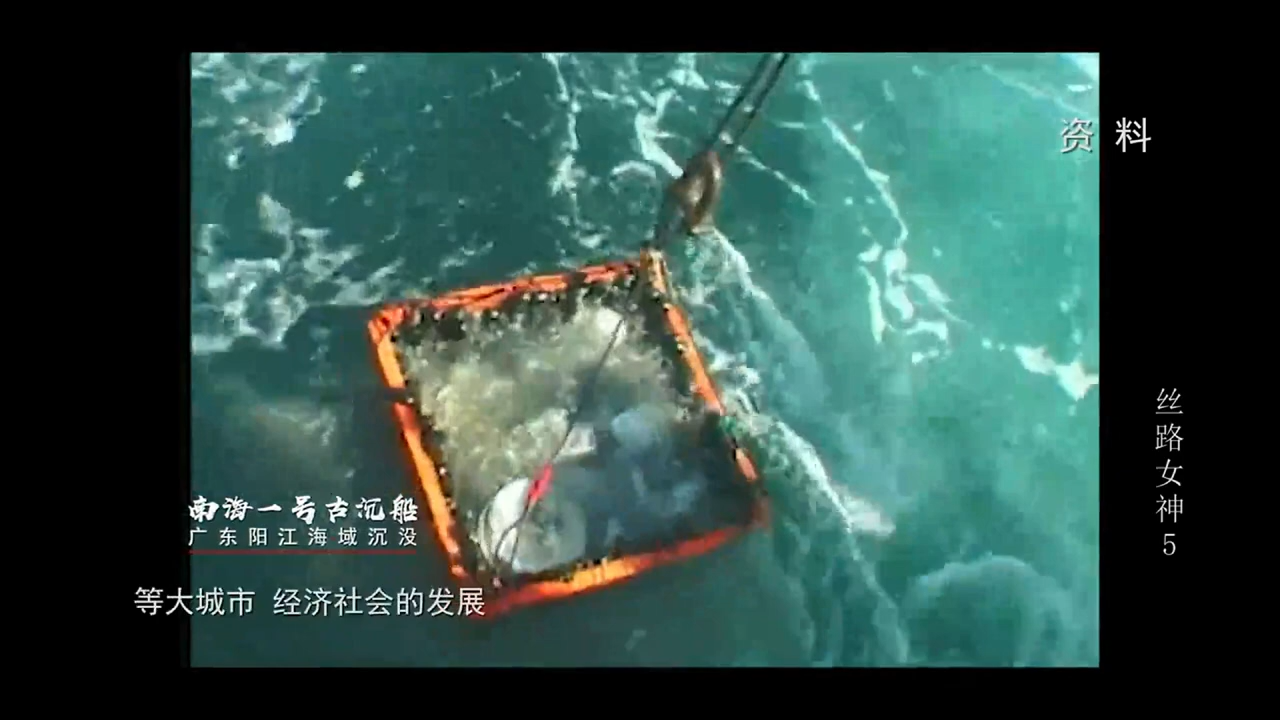 资料
丝路女神5
南海一号古沉船
广东阳江海域沉没
等大城市 经济社会的发展